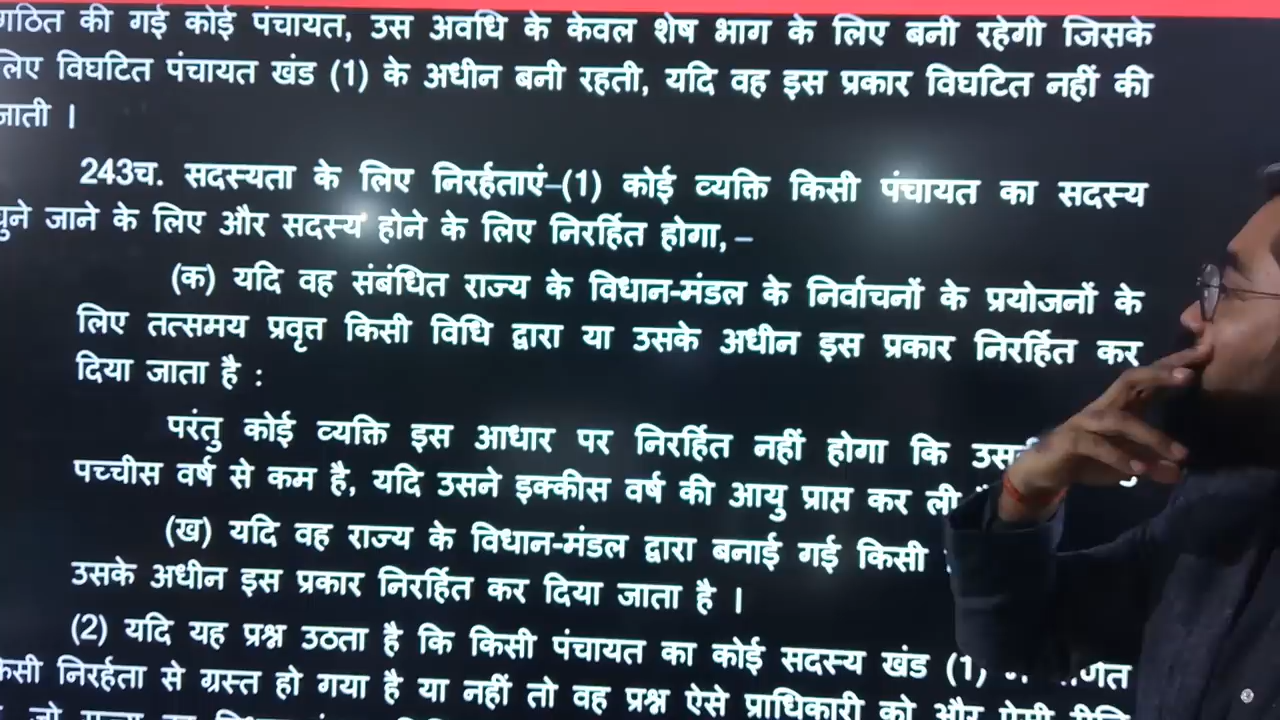 गठित की गई कोई पंचायत, उस अवधि के केवल शेष भाग के लिए बनी रहेगी जिसके
लिए विघटित पंचायत खंड (1) के अधीन बनी रहती, यदि वह इस प्रकार विघटित नहीं की
जाती ।
243च. सदस्यता के लिए निरर्हताएं–(1) कोई व्यक्ति किसी पंचायत का सदस्य
चुने जाने के लिए और सदस्य होने के लिए निरर्हित होगा,–
(क) यदि वह संबंधित राज्य के विधान-मंडल के निर्वाचनों के प्रयोजनों के
लिए तत्समय प्रवृत्त किसी विधि द्वारा या उसके अधीन इस प्रकार निरर्हित कर
दिया जाता है :
परंतु कोई व्यक्ति इस आधार पर निरर्हित नहीं होगा कि
पच्चीस वर्ष से कम है, यदि उसने इक्कीस वर्ष की आयु प्राप्त कर ली
(ख) यदि वह राज्य के विधान-मंडल द्वारा बनाई गई किसी
उसके अधीन इस प्रकार निरर्हित कर दिया जाता है ।
(2) यदि यह प्रश्न उठता है कि किसी पंचायत का कोई सदस्य खंड (1)
किसी निरर्हता से ग्रस्त हो गया है या नहीं तो वह प्रश्न ऐसे प्राधिकारी को और ऐसी रीति